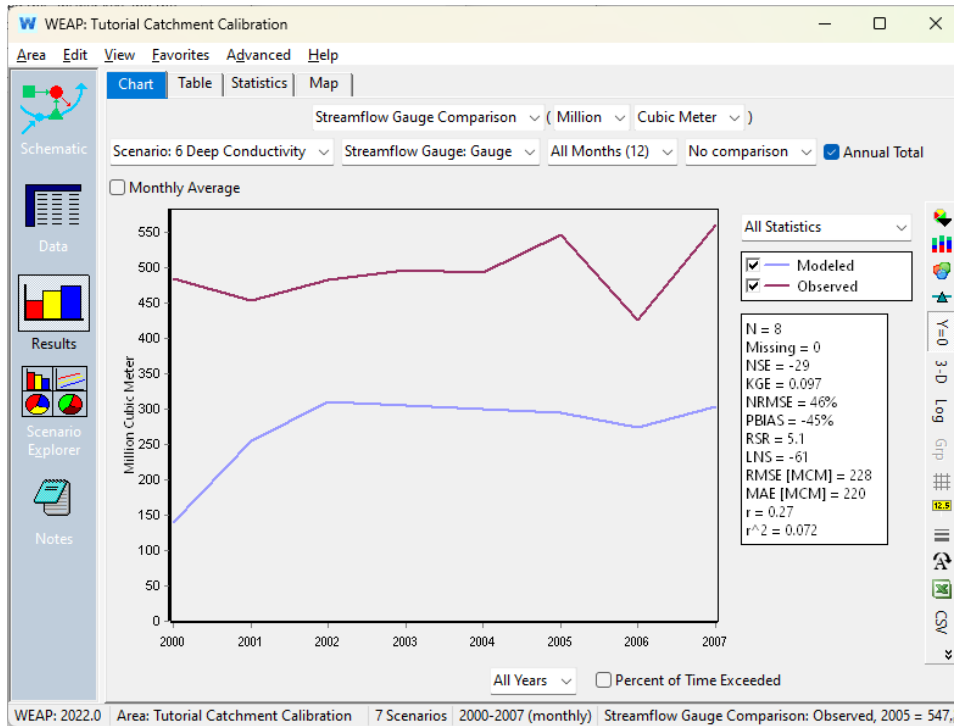 WEAP: Tutorial Catchment Calibration
Area Edit View Favorites Advanced Help
Chart Table Statistics Map
Streamflow Gauge Comparison ( Million Cubic Meter )
Scenario: 6 Deep Conductivity Streamflow Gauge: Gauge All Months (12) No comparison Annual Total
Monthly Average
Schematic
Data
Results
Scenario
Explorer
Notes
Million Cubic Meter
550
500
450
400
350
300
250
200
150
100
50
0
2000 2001 2002 2003 2004 2005 2006 2007
All Statistics
Modeled
Observed
N = 8
Missing = 0
NSE = -29
KGE = 0.097
NRMSE = 46%
PBIAS = -45%
RSR = 5.1
LNS = -61
RMSE [MCM] = 228
MAE [MCM] = 220
r = 0.27
r^2 = 0.072
Y=0
3-D
Log
Grp
12.5
A
CSV
All Years Percent of Time Exceeded
WEAP: 2022.0 Area: Tutorial Catchment Calibration 7 Scenarios 2000-2007 (monthly) Streamflow Gauge Comparison: Observed, 2005 = 547,